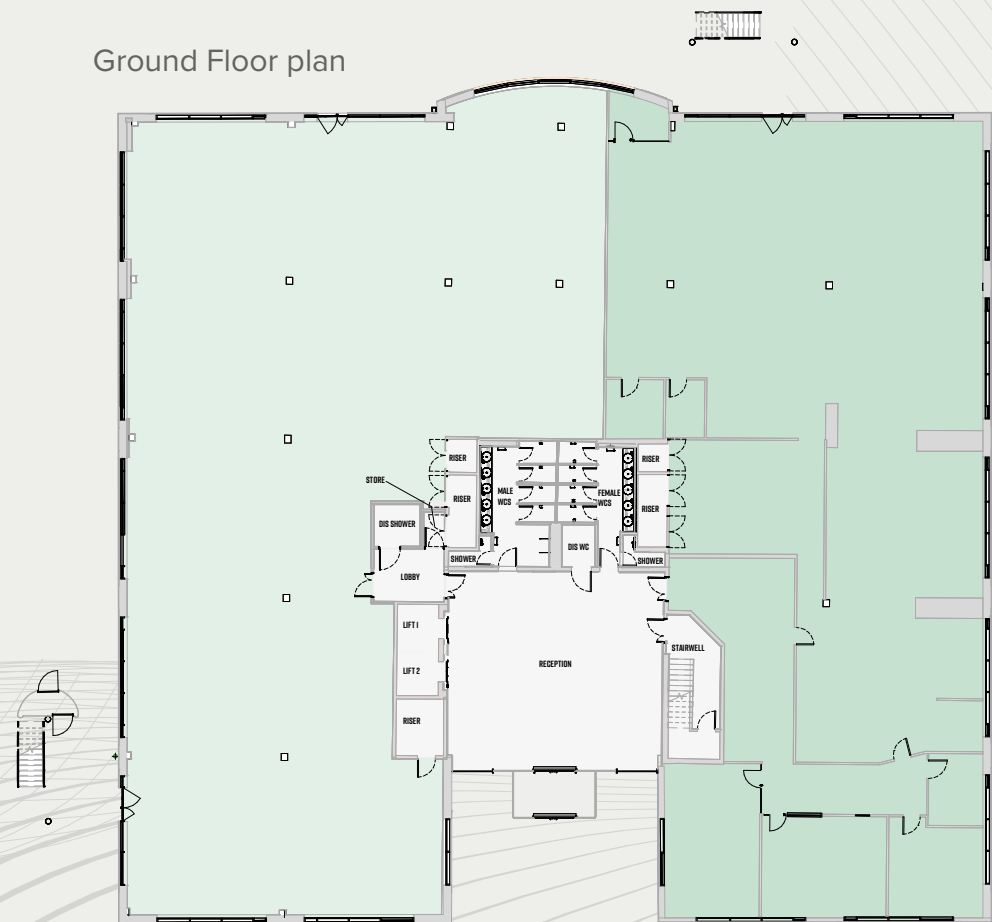 Ground Floor plan
RISER
RISER
STORE
RISER
MALE
WCS
FEMALE
WCS
RISER
DIS SHOWER
DIS WC
SHOWER
SHOWER
LOBBY
LIFT 1
STAIRWELL
RECEPTION
LIFT 2
RISER